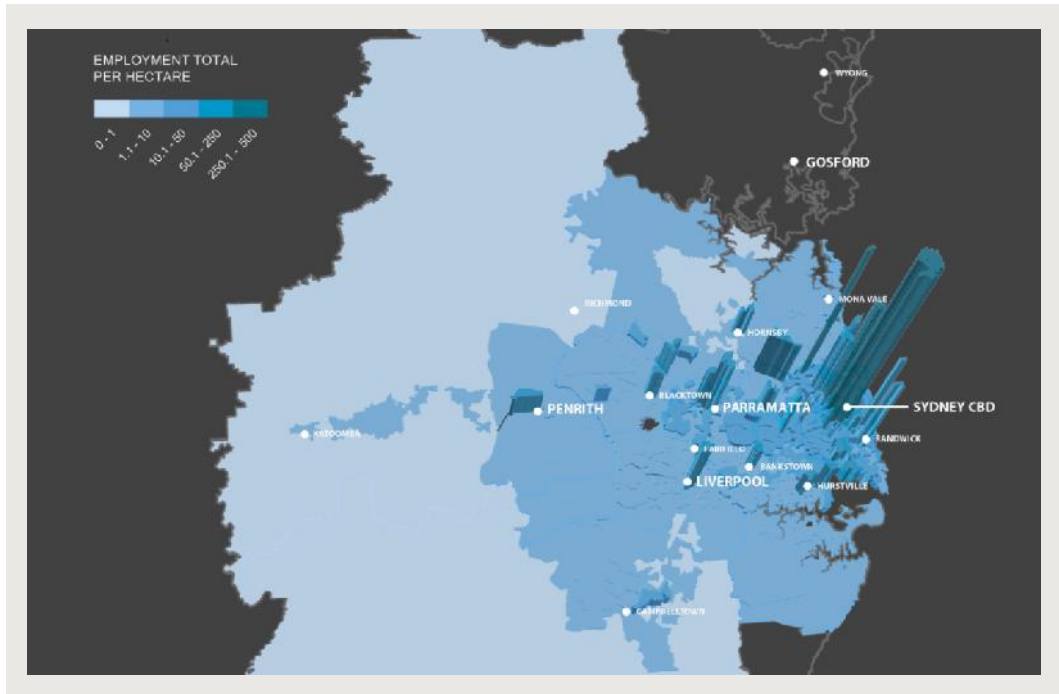 EMPLOYMENT TOTAL
PER HECTARE
0 - 1
1.1 - 10
10.1 - 50
50.1 - 250
250.1 - 500
WYONG
GOSFORD
RICHMOND
MONA VALE
HORNSBY
BLACKTOWN
PENRITH
PARRAMATTA
SYDNEY CBD
KATOOMBA
RANDWICK
FAIRFIELD
BANKSTOWN
LIVERPOOL
HURSTVILLE
CAMPBELLTOWN